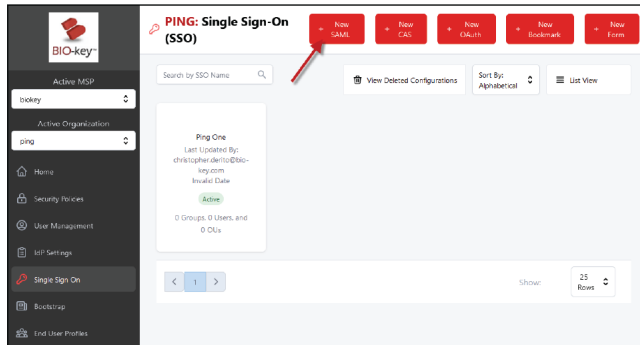 BIO-key
Active MSP
biokey
Active Organization
ping
Home
Security Policies
User Management
IdP Settings
Single Sign On
Bootstrap
End User Profiles
PING: Single Sign-On
(SSO)
+ New
SAML
+ New
CAS
+ New
OAuth
+ New
Bookmark
+ New
Form
Search by SSO Name
View Deleted Configurations
Sort By:
Alphabetical
List View
Ping One
Last Updated By:
christopher.derito@bio-
key.com
Invalid Date
Active
0 Groups, 0 Users, and
0 OUs
< 1 >
Show:
25
Rows